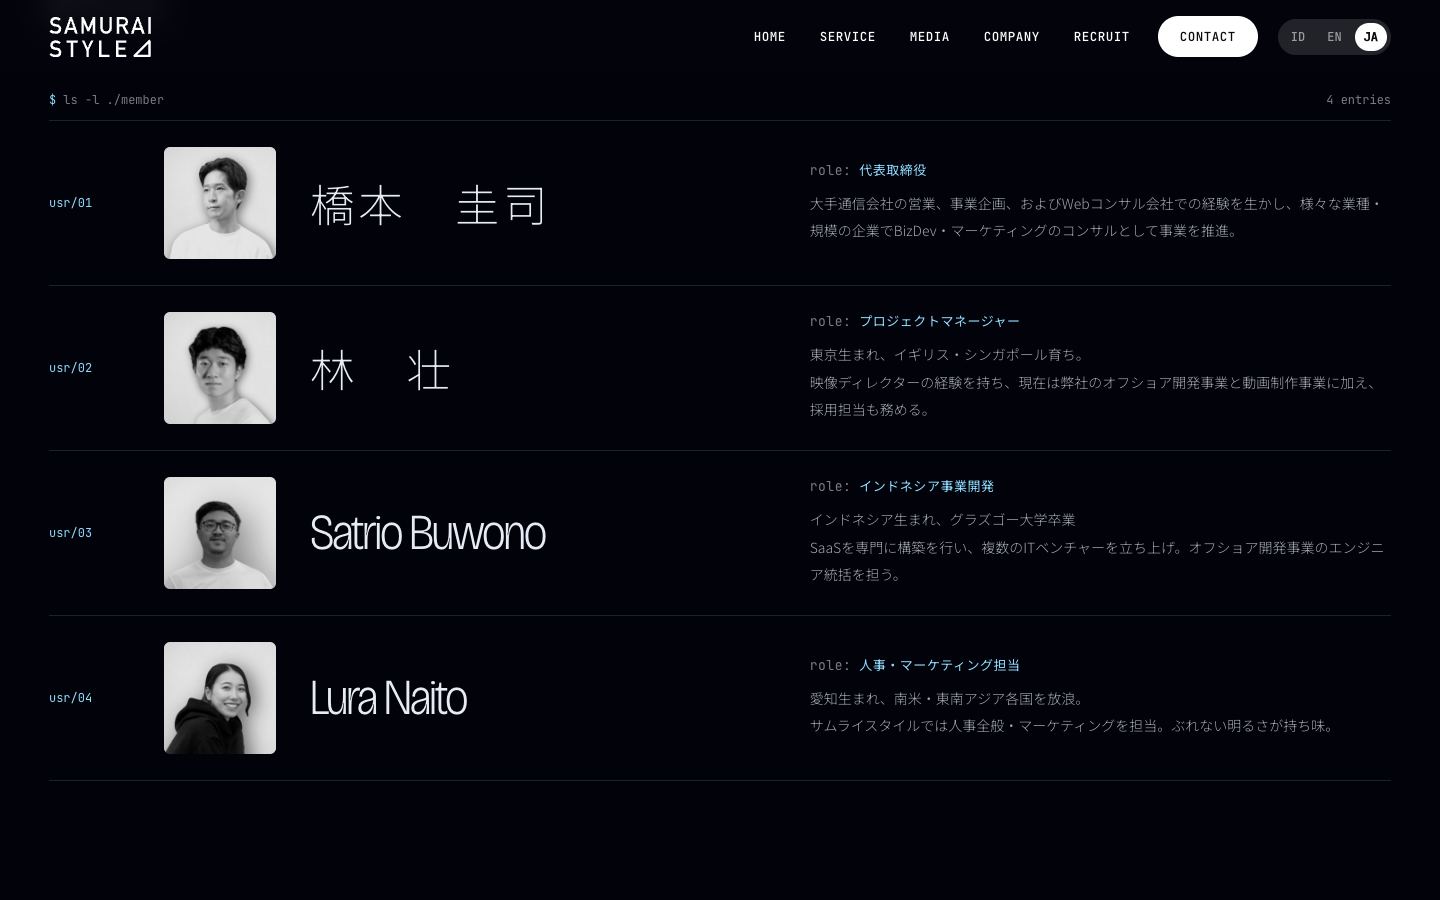 SAMURAI
STYLE
HOME SERVICE MEDIA COMPANY RECRUIT CONTACT ID EN JA
$ ls -l ./member
4 entries
usr/01
橋本　圭司
role: 代表取締役
大手通信会社の営業、事業企画、およびWebコンサル会社での経験を生かし、様々な業種・
規模の企業でBizDev・マーケティングのコンサルとして事業を推進。
usr/02
林　壮
role: プロジェクトマネージャー
東京生まれ、イギリス・シンガポール育ち。
映像ディレクターの経験を持ち、現在は弊社のオフショア開発事業と動画制作事業に加え、
採用担当も務める。
usr/03
Satrio Buwono
role: インドネシア事業開発
インドネシア生まれ、グラズゴー大学卒業
SaaSを専門に構築を行い、複数のITベンチャーを立ち上げ。オフショア開発事業のエンジニ
ア統括を担う。
usr/04
Lura Naito
role: 人事・マーケティング担当
愛知生まれ、南米・東南アジア各国を放浪。
サムライスタイルでは人事全般・マーケティングを担当。ぶれない明るさが持ち味。